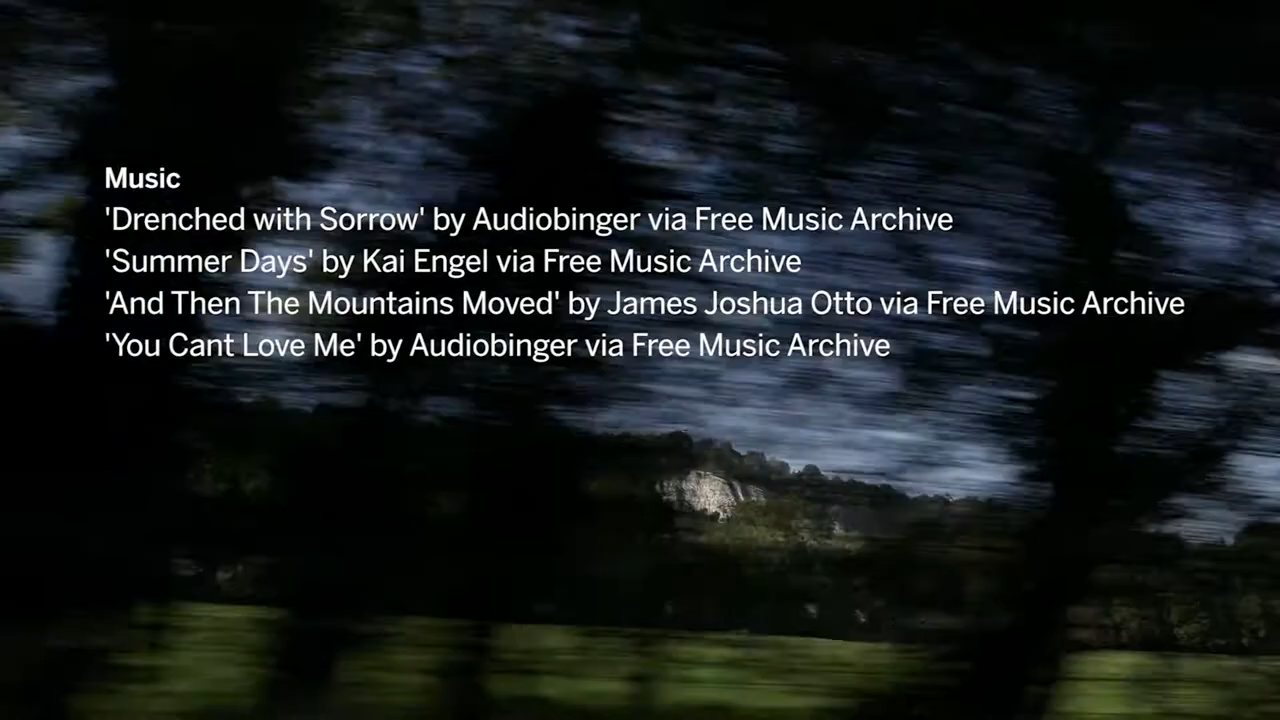 Music
'Drenched with Sorrow' by Audiobinger via Free Music Archive
'Summer Days' by Kai Engel via Free Music Archive
'And Then The Mountains Moved' by James Joshua Otto via Free Music Archive
'You Cant Love Me' by Audiobinger via Free Music Archive